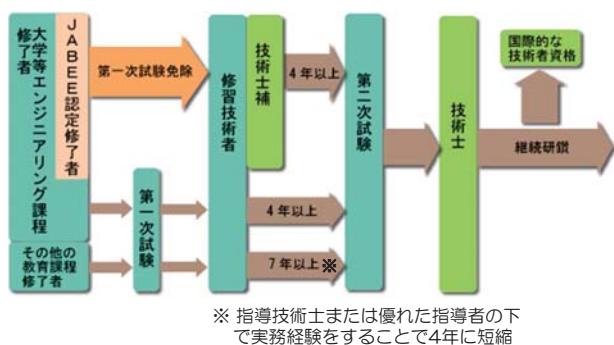 大学等エンジニアリング課程
修了者
JABEE認定修了者
第一次試験免除
その他の
教育課程
修了者
第一次試験
修習技術者
技術士補
4年以上
4年以上
7年以上※
第二次試験
技術士
国際的な
技術者資格
継続研鑽
※ 指導技術士または優れた指導者の下
で実務経験をすることで4年に短縮